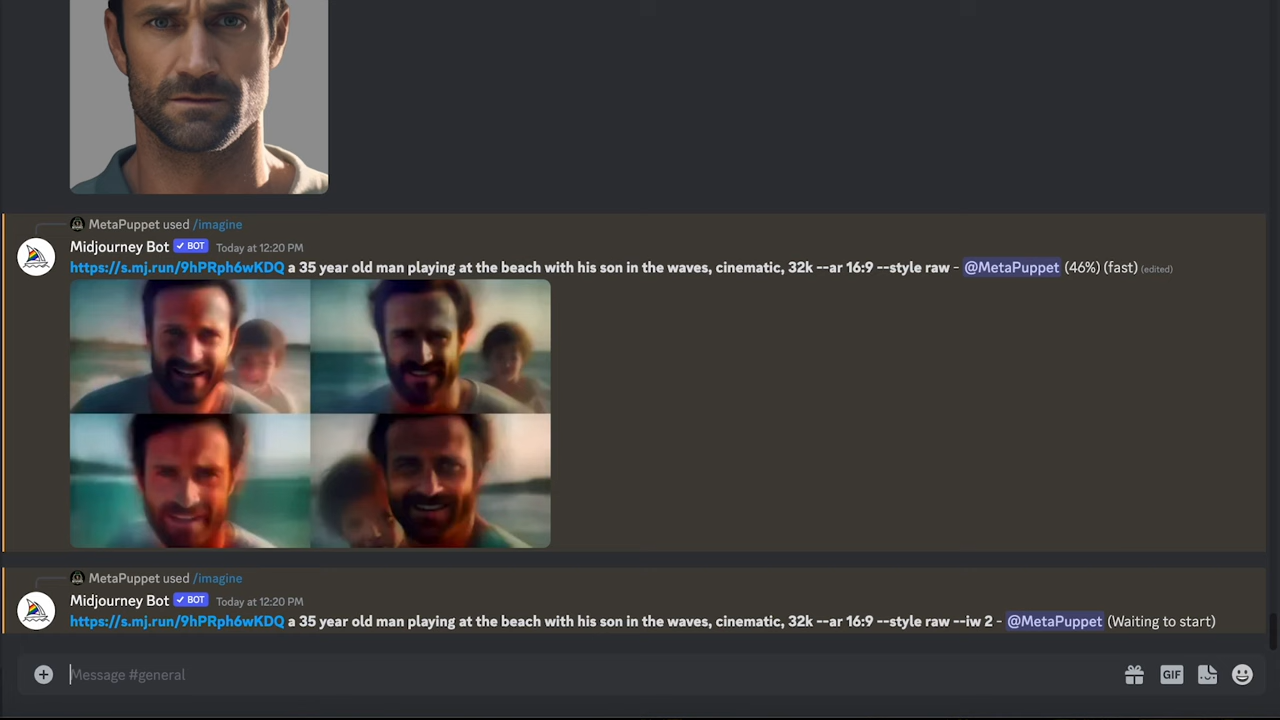 MetaPuppet used /imagine
Midjourney Bot ✓ BOT Today at 12:20 PM
https://s.mj.run/9hPRph6wKDQ a 35 year old man playing at the beach with his son in the waves, cinematic, 32k --ar 16:9 --style raw - @MetaPuppet (46%) (fast) (edited)
MetaPuppet used /imagine
Midjourney Bot ✓ BOT Today at 12:20 PM
https://s.mj.run/9hPRph6wKDQ a 35 year old man playing at the beach with his son in the waves, cinematic, 32k --ar 16:9 --style raw --iw 2 - @MetaPuppet (Waiting to start)
Message #general GIF